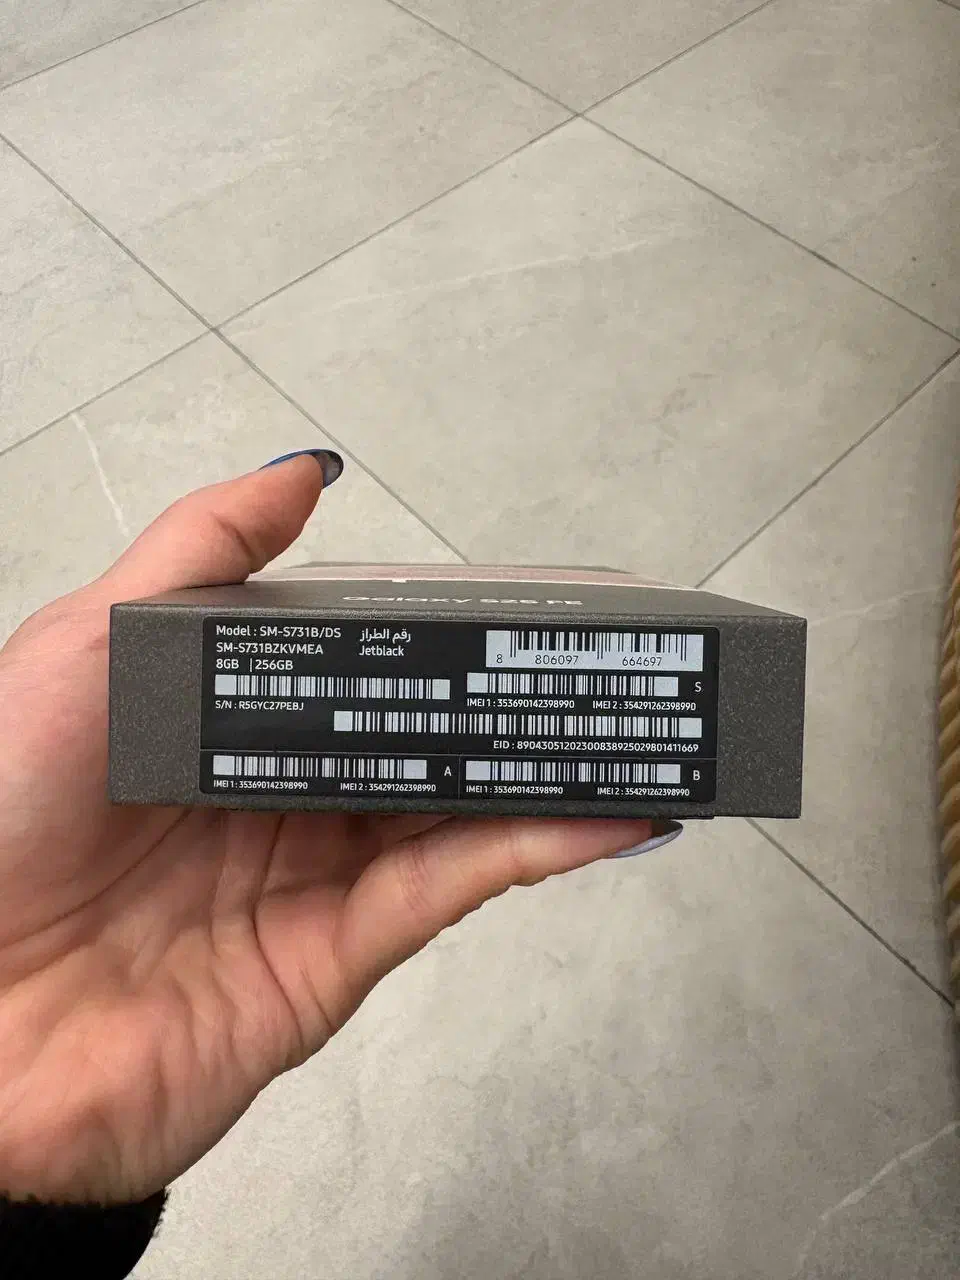 Galaxy S25 FE
Model : SM-S731B/DS رقم الطراز
SM-S731BZKVMEA Jetblack
8GB | 256GB
8 806097 664697
S/N : R5GYC27PEBJ
S
IMEI 1 : 353690142398990 IMEI 2 : 354291262398990
EID : 89043051202300838925029801411669
A
IMEI 1 : 353690142398990 IMEI 2 : 354291262398990
B
IMEI 1 : 353690142398990 IMEI 2 : 354291262398990